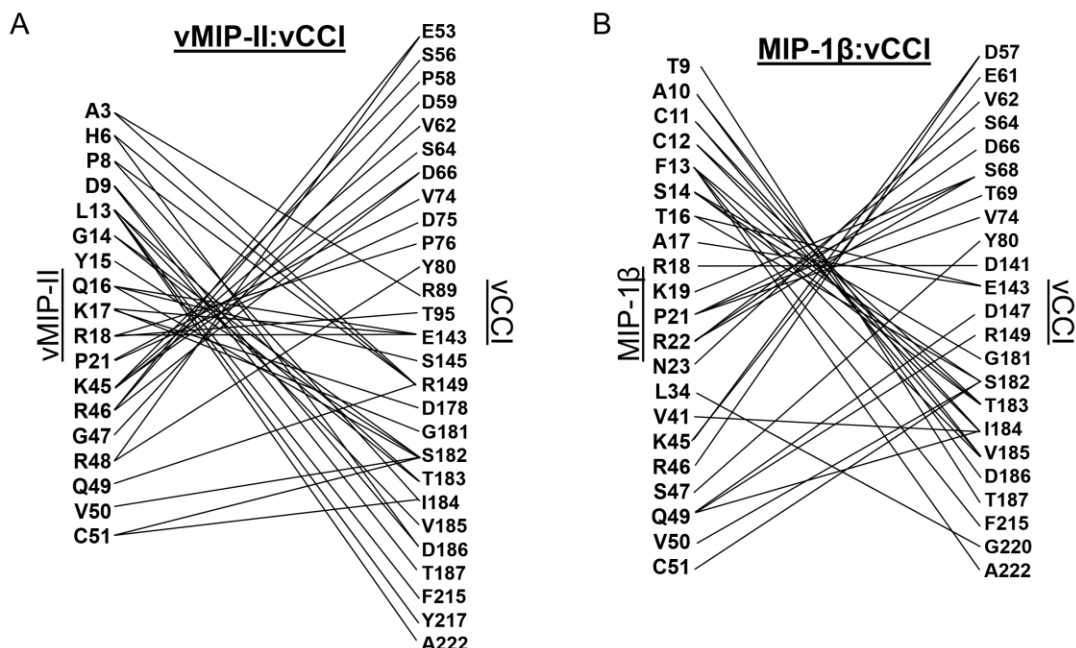 A
vMIP-II:vCCI
vMIP-II
A3
H6
P8
D9
L13
G14
Y15
Q16
K17
R18
P21
K45
R46
G47
R48
Q49
V50
C51
E53
S56
P58
D59
V62
S64
D66
V74
D75
P76
Y80
R89
T95
E143
S145
R149
D178
G181
S182
T183
I184
V185
D186
T187
F215
Y217
A222
vCCI
B
MIP-1β:vCCI
MIP-1β
T9
A10
C11
C12
F13
S14
T16
A17
R18
K19
P21
R22
N23
L34
V41
K45
R46
S47
Q49
V50
C51
D57
E61
V62
S64
D66
S68
T69
V74
Y80
D141
E143
D147
R149
G181
S182
T183
I184
V185
D186
T187
F215
G220
A222
vCCI